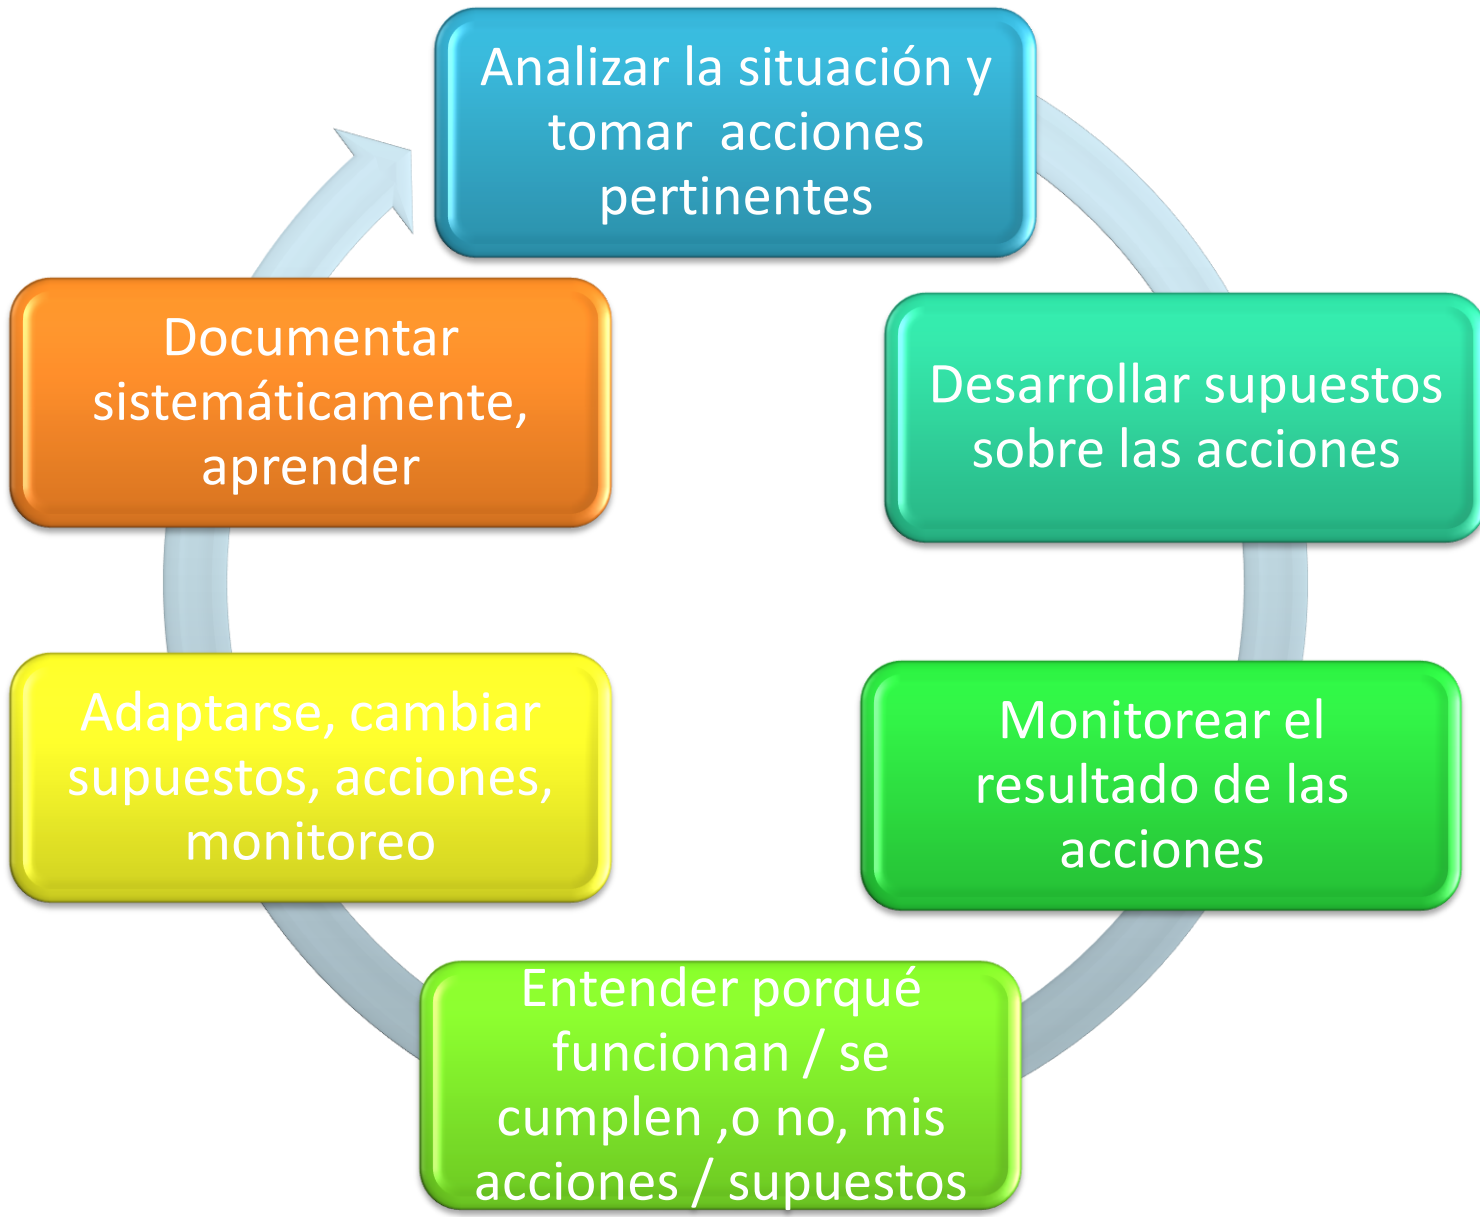 Analizar la situación y
tomar acciones
pertinentes
Desarrollar supuestos
sobre las acciones
Monitorear el
resultado de las
acciones
Entender porqué
funcionan / se
cumplen ,o no, mis
acciones / supuestos
Adaptarse, cambiar
supuestos, acciones,
monitoreo
Documentar
sistemáticamente,
aprender